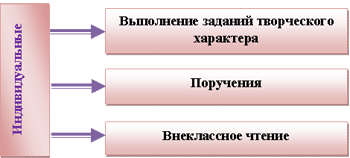 Индивидуальные
Выполнение заданий творческого
характера
Поручения
Внеклассное чтение